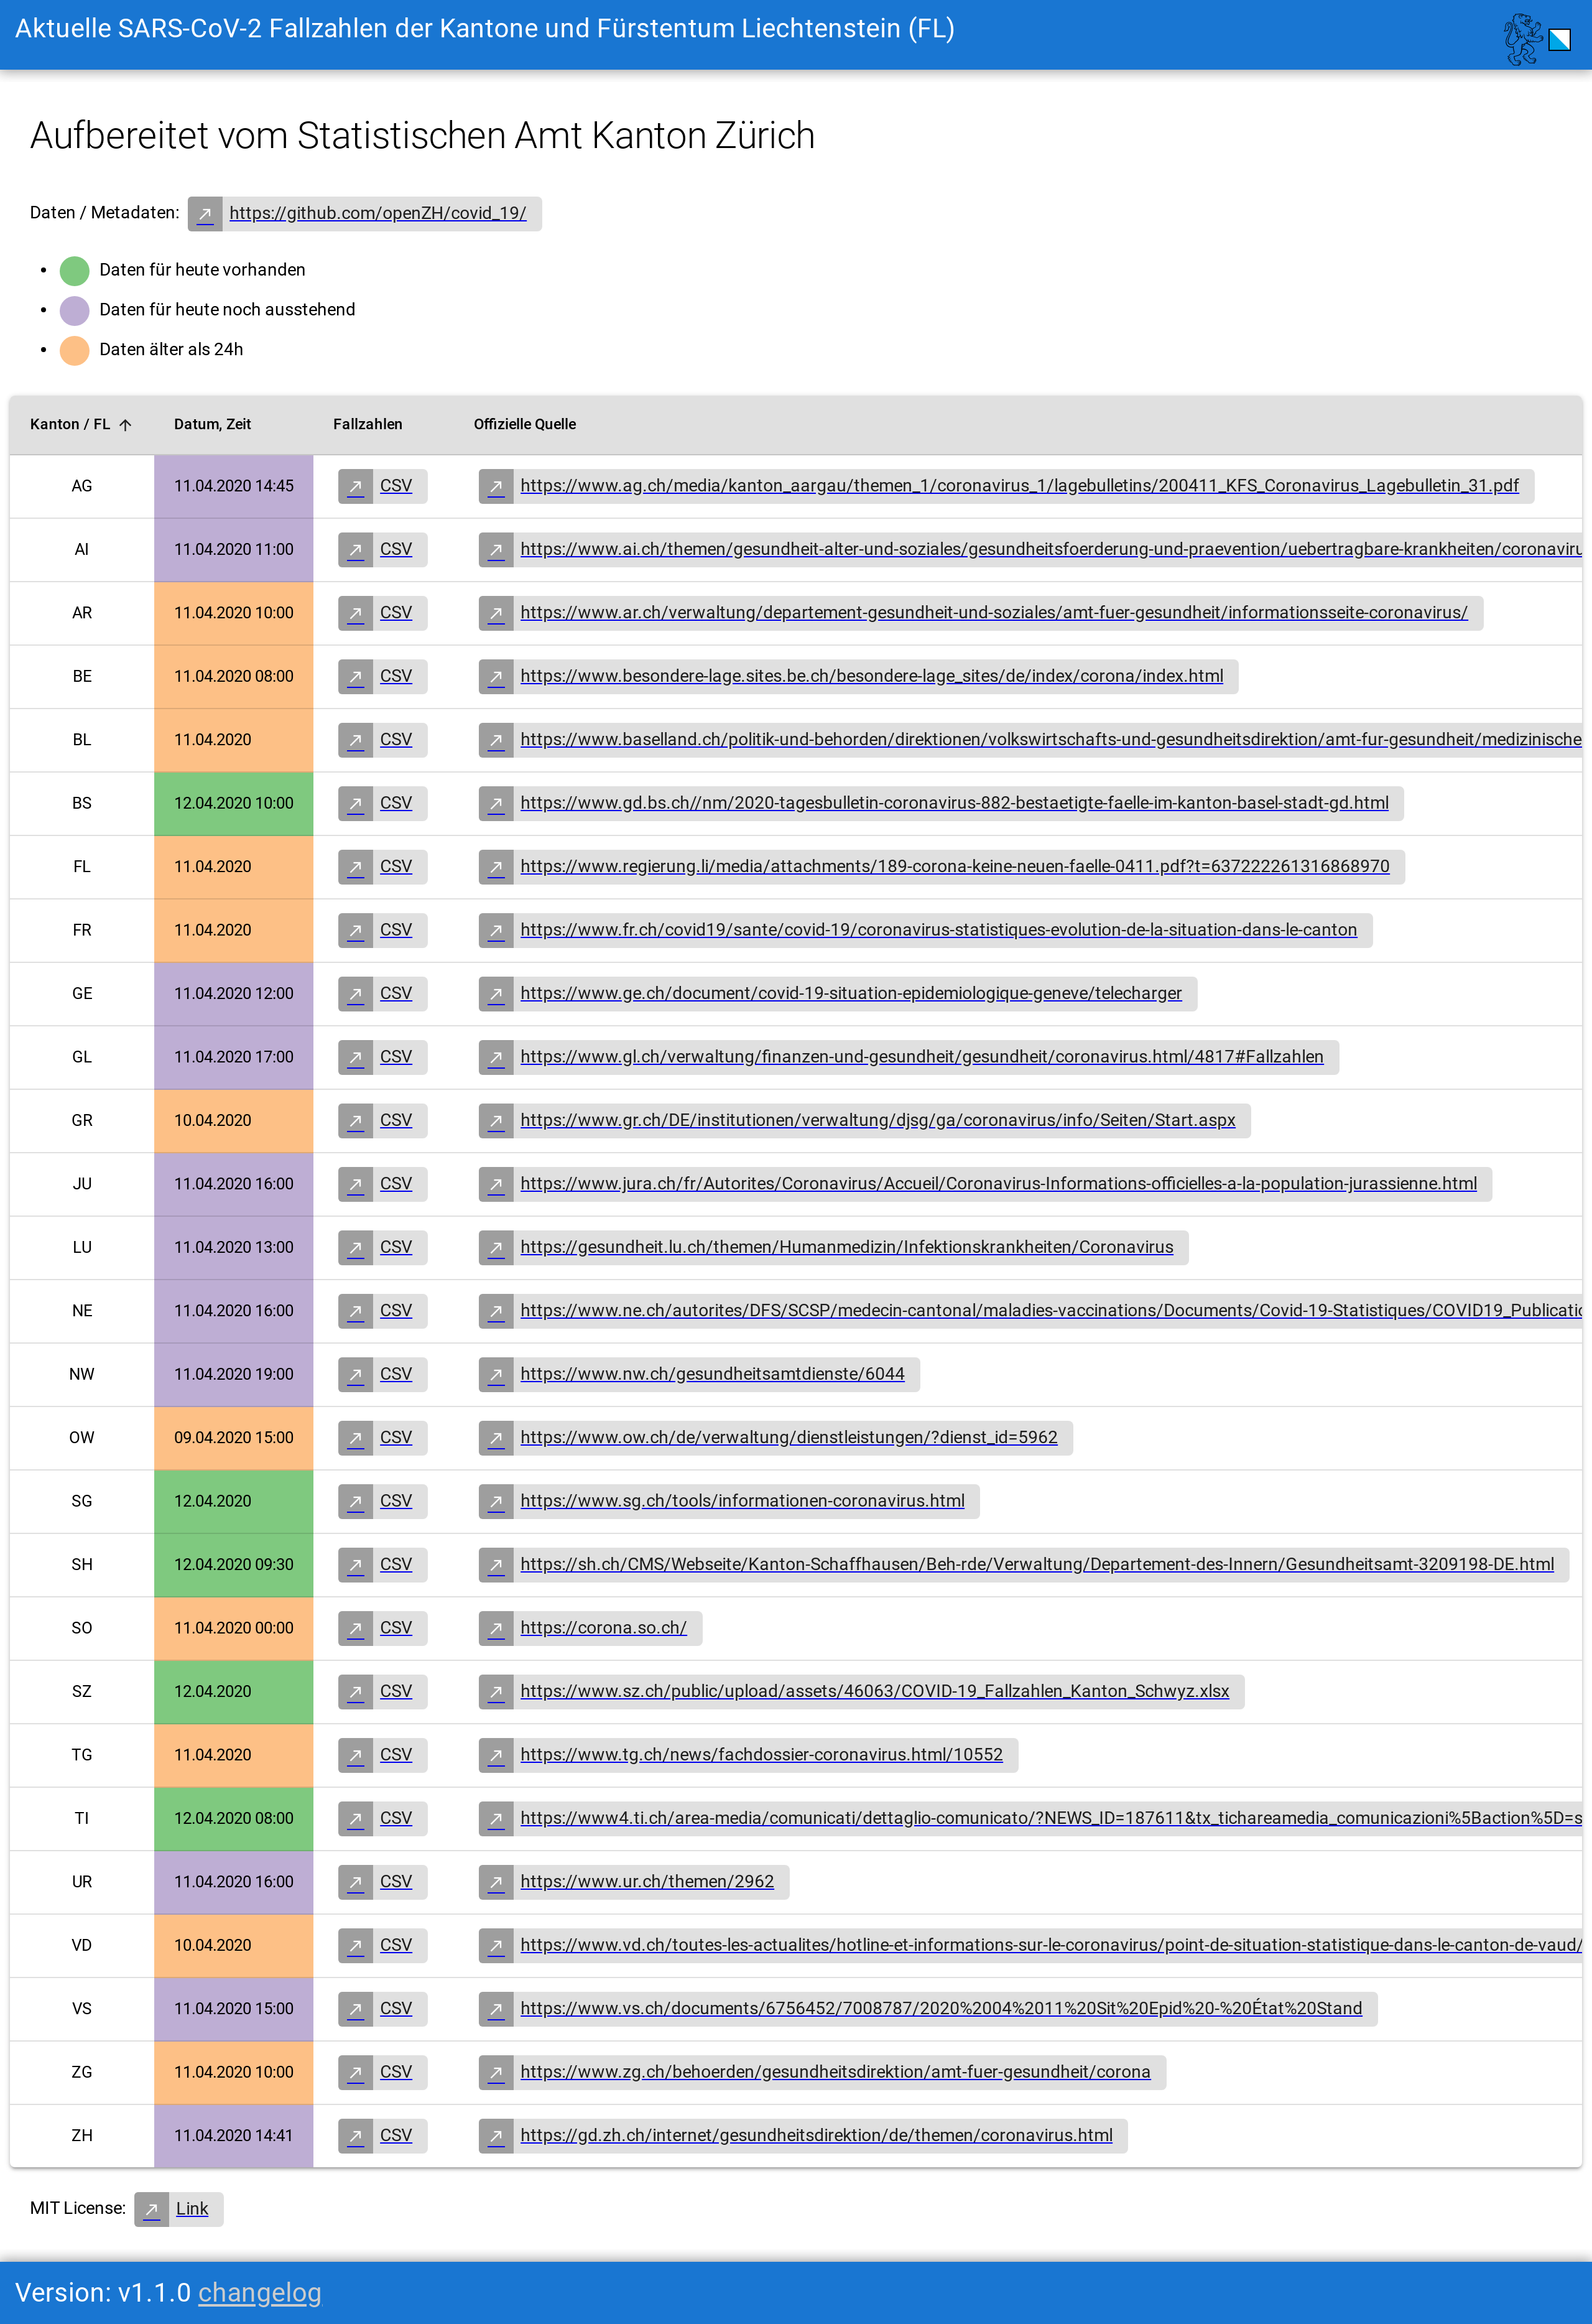 Aktuelle SARS-CoV-2 Fallzahlen der Kantone und Fürstentum Liechtenstein (FL)
Aufbereitet vom Statistischen Amt Kanton Zürich
Daten / Metadaten: https://github.com/openZH/covid_19/
Daten für heute vorhanden
Daten für heute noch ausstehend
Daten älter als 24h
Kanton / FL Datum, Zeit Fallzahlen Offizielle Quelle
AG 11.04.2020 14:45 CSV https://www.ag.ch/media/kanton_aargau/themen_1/coronavirus_1/lagebulletins/200411_KFS_Coronavirus_Lagebulletin_31.pdf
AI 11.04.2020 11:00 CSV https://www.ai.ch/themen/gesundheit-alter-und-soziales/gesundheitsfoerderung-und-praevention/uebertragbare-krankheiten/coronaviru
AR 11.04.2020 10:00 CSV https://www.ar.ch/verwaltung/departement-gesundheit-und-soziales/amt-fuer-gesundheit/informationsseite-coronavirus/
BE 11.04.2020 08:00 CSV https://www.besondere-lage.sites.be.ch/besondere-lage_sites/de/index/corona/index.html
BL 11.04.2020 CSV https://www.baselland.ch/politik-und-behorden/direktionen/volkswirtschafts-und-gesundheitsdirektion/amt-fur-gesundheit/medizinische
BS 12.04.2020 10:00 CSV https://www.gd.bs.ch//nm/2020-tagesbulletin-coronavirus-882-bestaetigte-faelle-im-kanton-basel-stadt-gd.html
FL 11.04.2020 CSV https://www.regierung.li/media/attachments/189-corona-keine-neuen-faelle-0411.pdf?t=637222261316868970
FR 11.04.2020 CSV https://www.fr.ch/covid19/sante/covid-19/coronavirus-statistiques-evolution-de-la-situation-dans-le-canton
GE 11.04.2020 12:00 CSV https://www.ge.ch/document/covid-19-situation-epidemiologique-geneve/telecharger
GL 11.04.2020 17:00 CSV https://www.gl.ch/verwaltung/finanzen-und-gesundheit/gesundheit/coronavirus.html/4817#Fallzahlen
GR 10.04.2020 CSV https://www.gr.ch/DE/institutionen/verwaltung/djsg/ga/coronavirus/info/Seiten/Start.aspx
JU 11.04.2020 16:00 CSV https://www.jura.ch/fr/Autorites/Coronavirus/Accueil/Coronavirus-Informations-officielles-a-la-population-jurassienne.html
LU 11.04.2020 13:00 CSV https://gesundheit.lu.ch/themen/Humanmedizin/Infektionskrankheiten/Coronavirus
NE 11.04.2020 16:00 CSV https://www.ne.ch/autorites/DFS/SCSP/medecin-cantonal/maladies-vaccinations/Documents/Covid-19-Statistiques/COVID19_Publicatio
NW 11.04.2020 19:00 CSV https://www.nw.ch/gesundheitsamtdienste/6044
OW 09.04.2020 15:00 CSV https://www.ow.ch/de/verwaltung/dienstleistungen/?dienst_id=5962
SG 12.04.2020 CSV https://www.sg.ch/tools/informationen-coronavirus.html
SH 12.04.2020 09:30 CSV https://sh.ch/CMS/Webseite/Kanton-Schaffhausen/Beh-rde/Verwaltung/Departement-des-Innern/Gesundheitsamt-3209198-DE.html
SO 11.04.2020 00:00 CSV https://corona.so.ch/
SZ 12.04.2020 CSV https://www.sz.ch/public/upload/assets/46063/COVID-19_Fallzahlen_Kanton_Schwyz.xlsx
TG 11.04.2020 CSV https://www.tg.ch/news/fachdossier-coronavirus.html/10552
TI 12.04.2020 08:00 CSV https://www4.ti.ch/area-media/comunicati/dettaglio-comunicato/?NEWS_ID=187611&tx_tichareamedia_comunicazioni%5Baction%5D=s
UR 11.04.2020 16:00 CSV https://www.ur.ch/themen/2962
VD 10.04.2020 CSV https://www.vd.ch/toutes-les-actualites/hotline-et-informations-sur-le-coronavirus/point-de-situation-statistique-dans-le-canton-de-vaud/
VS 11.04.2020 15:00 CSV https://www.vs.ch/documents/6756452/7008787/2020%2004%2011%20Sit%20Epid%20-%20État%20Stand
ZG 11.04.2020 10:00 CSV https://www.zg.ch/behoerden/gesundheitsdirektion/amt-fuer-gesundheit/corona
ZH 11.04.2020 14:41 CSV https://gd.zh.ch/internet/gesundheitsdirektion/de/themen/coronavirus.html
MIT License: Link
Version: v1.1.0 changelog